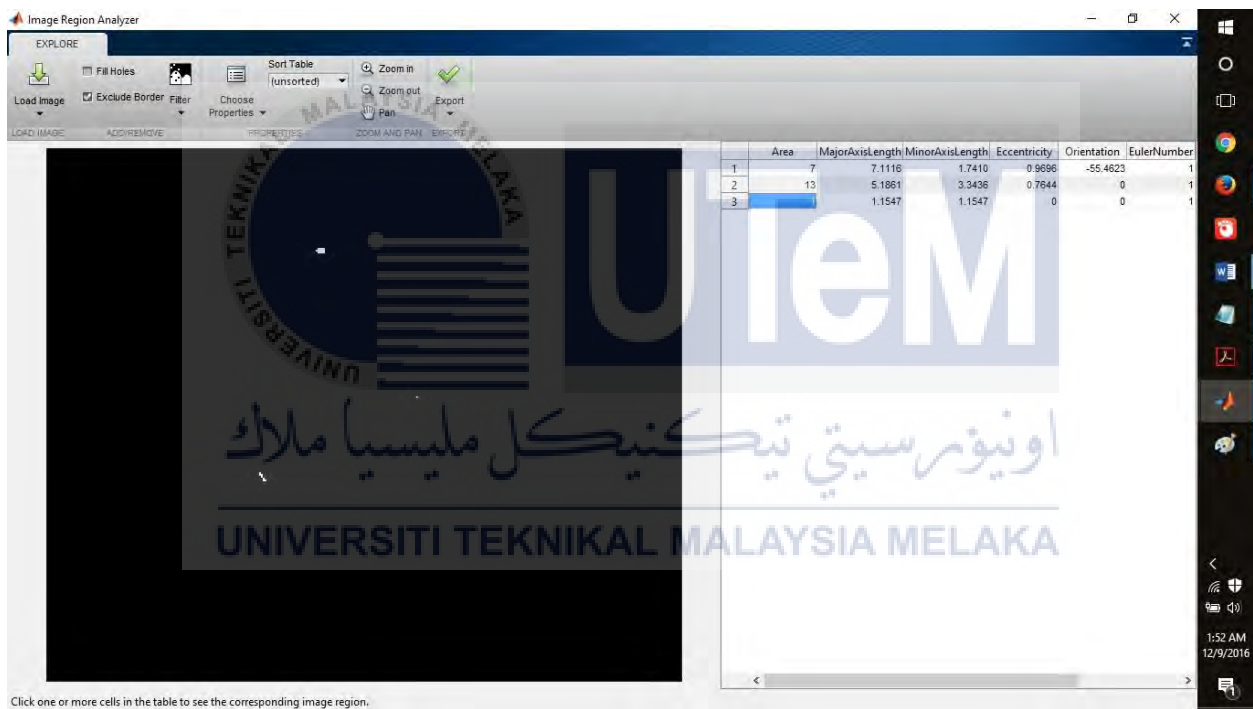 Image Region Analyzer
EXPLORE
Load Image
Fill Holes
Exclude Border
Filter
Choose Properties
Sort Table
(unsorted)
Zoom in
Zoom out
Pan
Export
LOAD IMAGE
ADD/REMOVE
PROPERTIES
ZOOM AND PAN
EXPORT
Area MajorAxisLength MinorAxisLength Eccentricity Orientation EulerNumber
1 7 7.1116 1.7410 0.9696 -55.4623 1
2 13 5.1861 3.3436 0.7644 0 1
3 1 1.1547 1.1547 0 0 1
UNIVERSITI TEKNIKAL MALAYSIA MELAKA
UTeM
اونيۏرسيتي تيكنيكل مليسيا ملاك
UNIVERSITI TEKNIKAL MALAYSIA MELAKA
1:52 AM
12/9/2016
1
Click one or more cells in the table to see the corresponding image region.